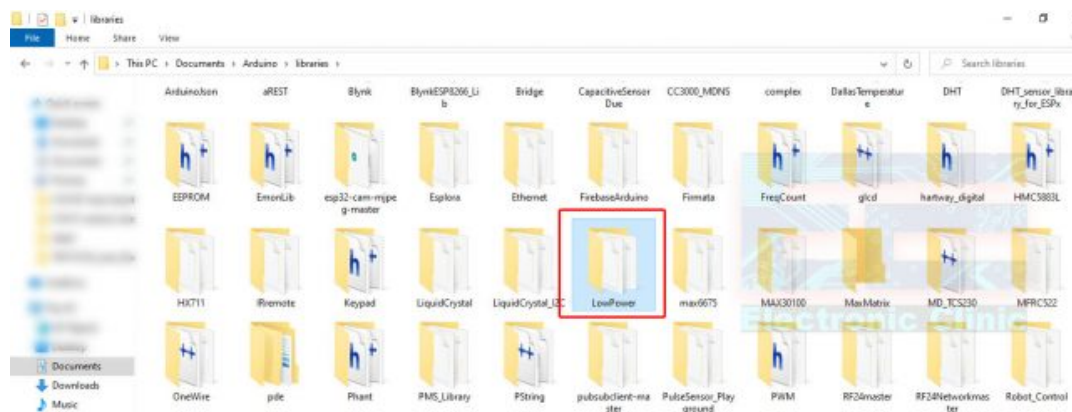 libraries
File Home Share View
This PC › Documents › Arduino › libraries ›
Search libraries
ArduinoJson aREST Blynk BlynkESP8266_Li Bridge CapacitiveSensor CC3000_MDNS complex DallasTemperatur DHT DHT_sensor_libra
b Due e ry_for_ESPx
EEPROM EmonLib esp32-cam-mjpe Esplora Ethernet FirebaseArduino Firmata FreqCount glcd hartway_digital HMC5883L
g-master
HX711 IRremote Keypad LiquidCrystal LiquidCrystal_I2C LowPower max6675 MAX30100 MaxMatrix MD_TCS230 MFRC522
Electronic Clinic
Documents
OneWire pde Phant PMS_Library PString pubsubclient-ma PulseSensor_Play PWM RF24master RF24Networkmas Robot_Control
Downloads
ster ground ter
Music